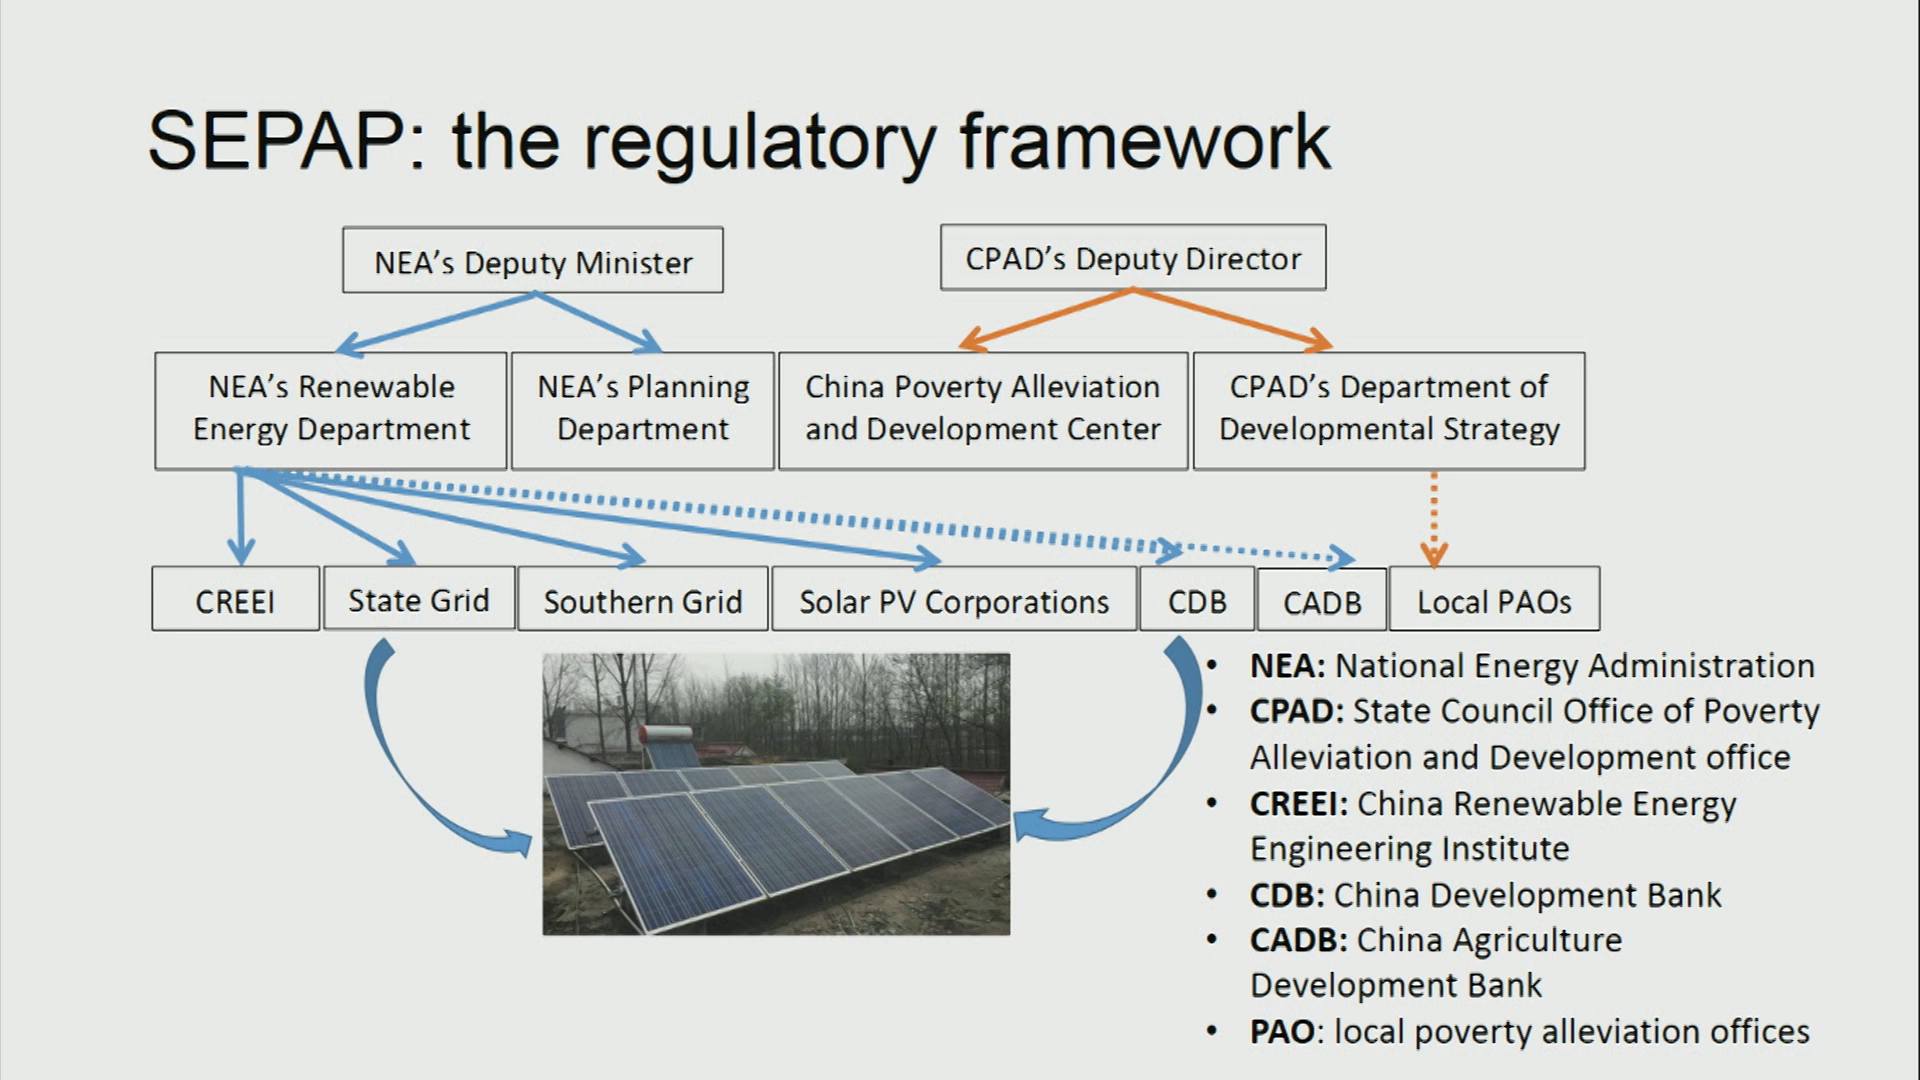 SEPAP: the regulatory framework
NEA’s Deputy Minister
CPAD’s Deputy Director
NEA’s Renewable
Energy Department
NEA’s Planning
Department
China Poverty Alleviation
and Development Center
CPAD’s Department of
Developmental Strategy
CREEI
State Grid
Southern Grid
Solar PV Corporations
CDB
CADB
Local PAOs
• NEA: National Energy Administration
• CPAD: State Council Office of Poverty
Alleviation and Development office
• CREEI: China Renewable Energy
Engineering Institute
• CDB: China Development Bank
• CADB: China Agriculture
Development Bank
• PAO: local poverty alleviation offices